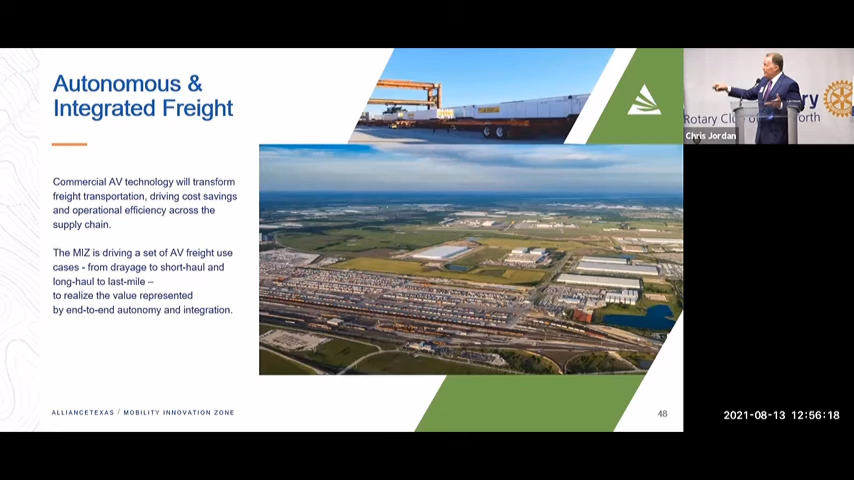 Autonomous &
Integrated Freight
Commercial AV technology will transform
freight transportation, driving cost savings
and operational efficiency across the
supply chain.
The MIZ is driving a set of AV freight use
cases - from drayage to short-haul and
long-haul to last-mile –
to realize the value represented
by end-to-end autonomy and integration.
ALLIANCETEXAS / MOBILITY INNOVATION ZONE
48
Rotary Club of
orth
Chris Jordan
2021-08-13 12:56:18